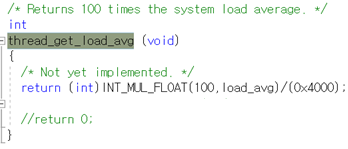 /* Returns 100 times the system load average. */
int
thread_get_load_avg (void)
{
/* Not yet implemented. */
return (int)INT_MUL_FLOAT(100,load_avg)/(0x4000);
//return 0;
}